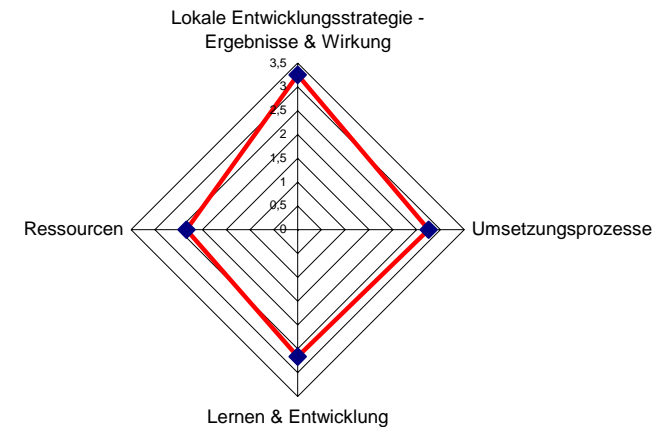 Lokale Entwicklungsstrategie -
Ergebnisse & Wirkung
3,5
3
2,5
2
1,5
1
0,5
0
Ressourcen
Umsetzungsprozesse
Lernen & Entwicklung